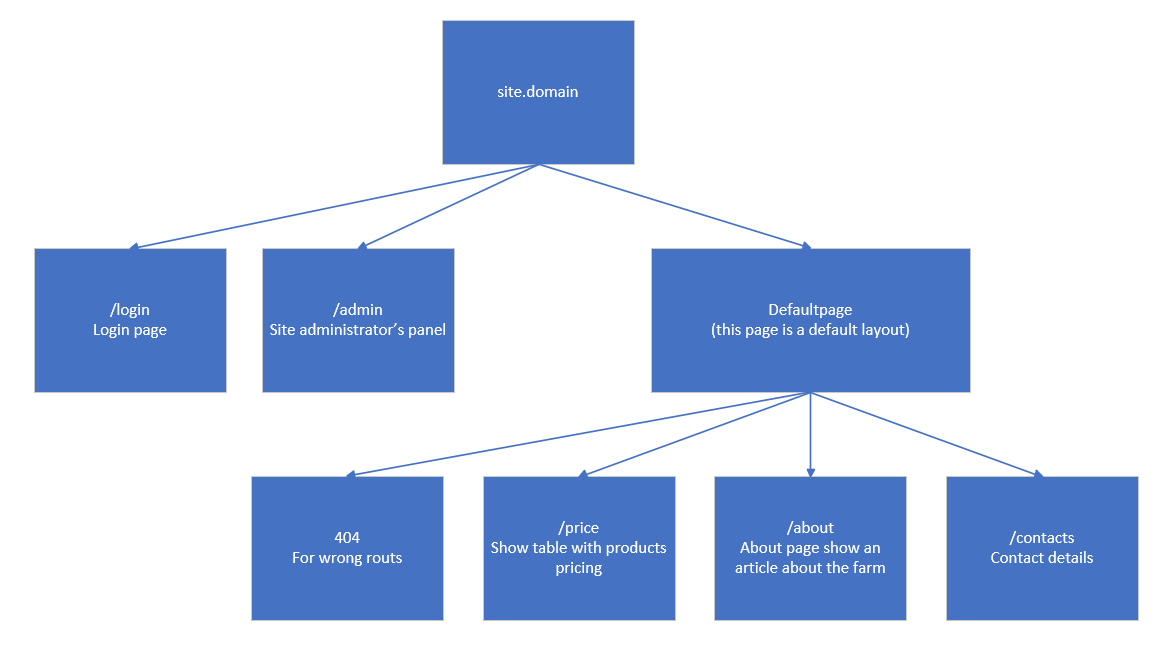 site.domain
/login
Login page
/admin
Site administrator’s panel
Defaultpage
(this page is a default layout)
404
For wrong routs
/price
Show table with products
pricing
/about
About page show an
article about the farm
/contacts
Contact details